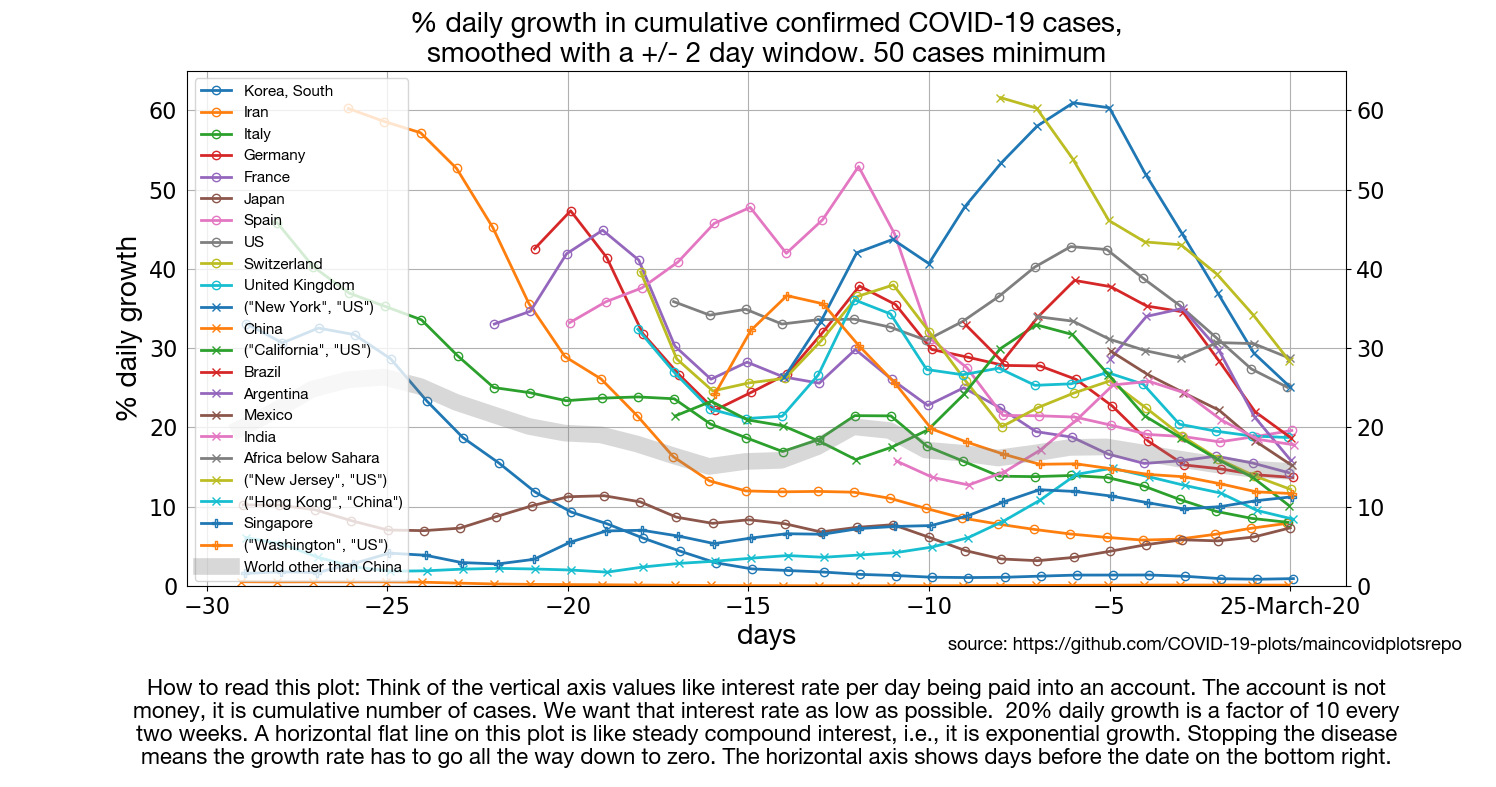 % daily growth in cumulative confirmed COVID-19 cases,
smoothed with a +/- 2 day window. 50 cases minimum
% daily growth
60
50
40
30
20
10
0
Korea, South
Iran
Italy
Germany
France
Japan
Spain
US
Switzerland
United Kingdom
("New York", "US")
China
("California", "US")
Brazil
Argentina
Mexico
India
Africa below Sahara
("New Jersey", "US")
("Hong Kong", "China")
Singapore
("Washington", "US")
World other than China
60
50
40
30
20
10
0
−30 −25 −20 −15 −10 −5 25-March-20
days
source: https://github.com/COVID-19-plots/maincovidplotsrepo
How to read this plot: Think of the vertical axis values like interest rate per day being paid into an account. The account is not
money, it is cumulative number of cases. We want that interest rate as low as possible.  20% daily growth is a factor of 10 every
two weeks. A horizontal flat line on this plot is like steady compound interest, i.e., it is exponential growth. Stopping the disease
means the growth rate has to go all the way down to zero. The horizontal axis shows days before the date on the bottom right.